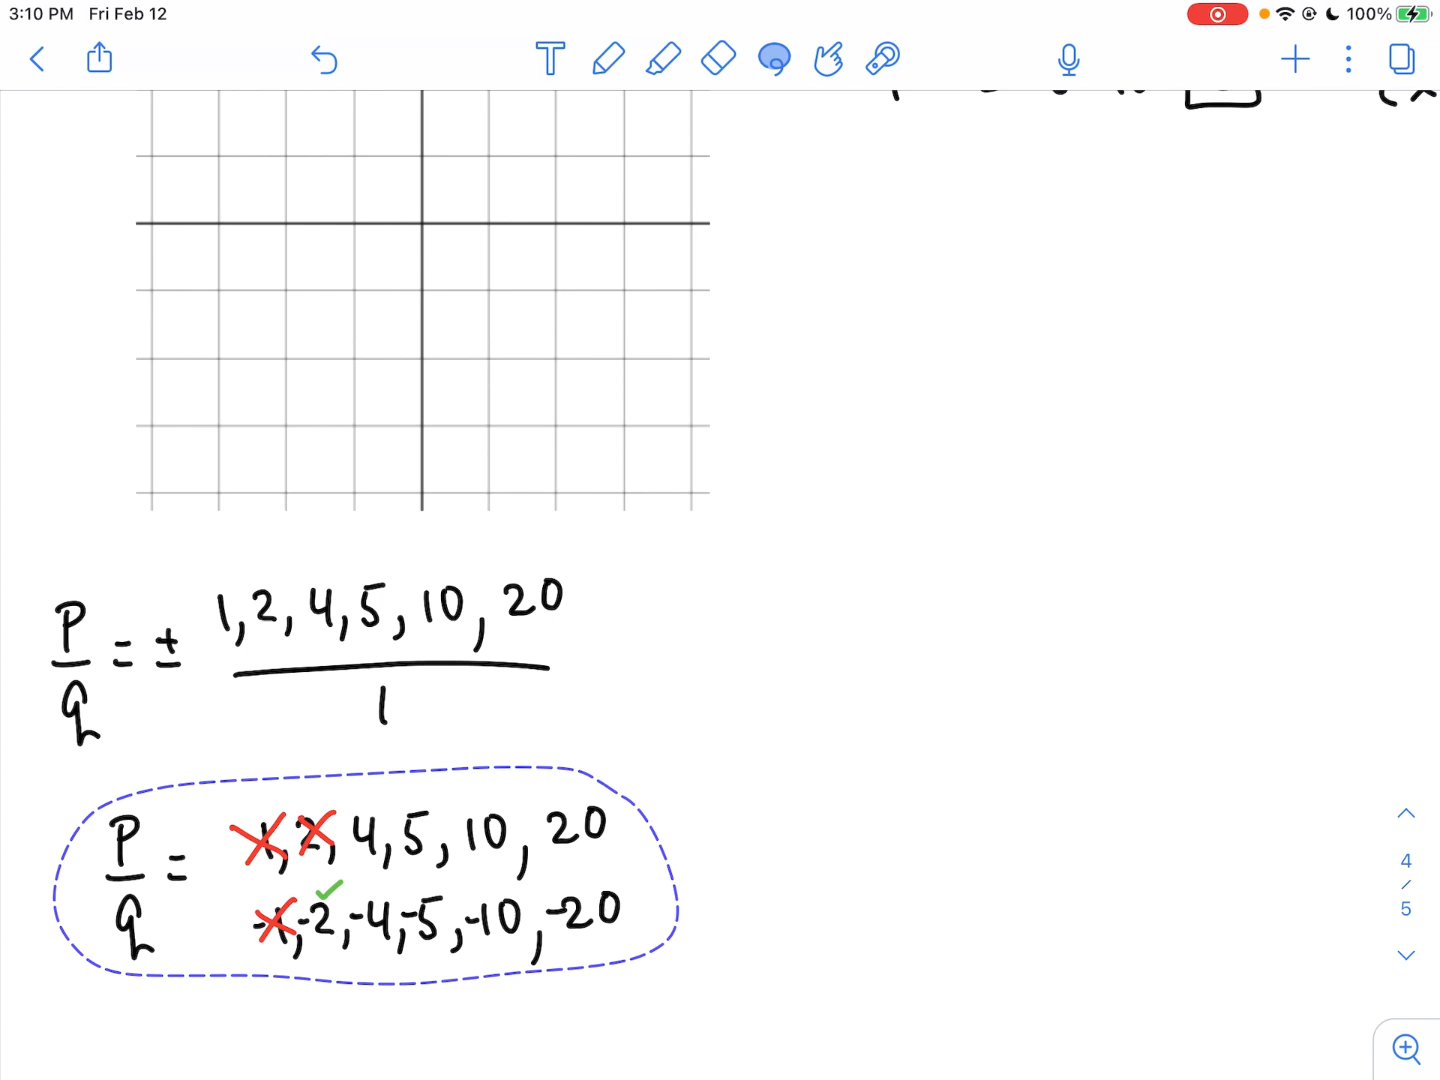 3:10 PM Fri Feb 12 100%
T
P/q = ± 1, 2, 4, 5, 10, 20 / 1
P/q = 1, 2, 4, 5, 10, 20
-1, -2, -4, -5, -10, -20
4
/
5